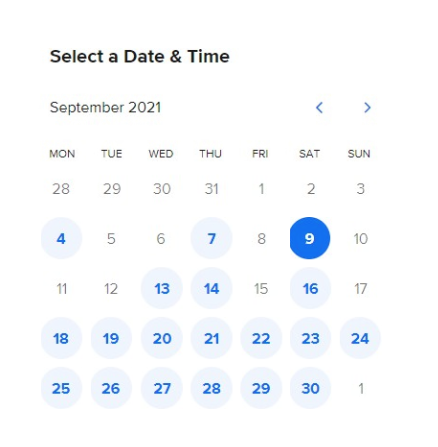 Select a Date & Time
September 2021
MON TUE WED THU FRI SAT SUN
28 29 30 31 1 2 3
4 5 6 7 8 9 10
11 12 13 14 15 16 17
18 19 20 21 22 23 24
25 26 27 28 29 30 1